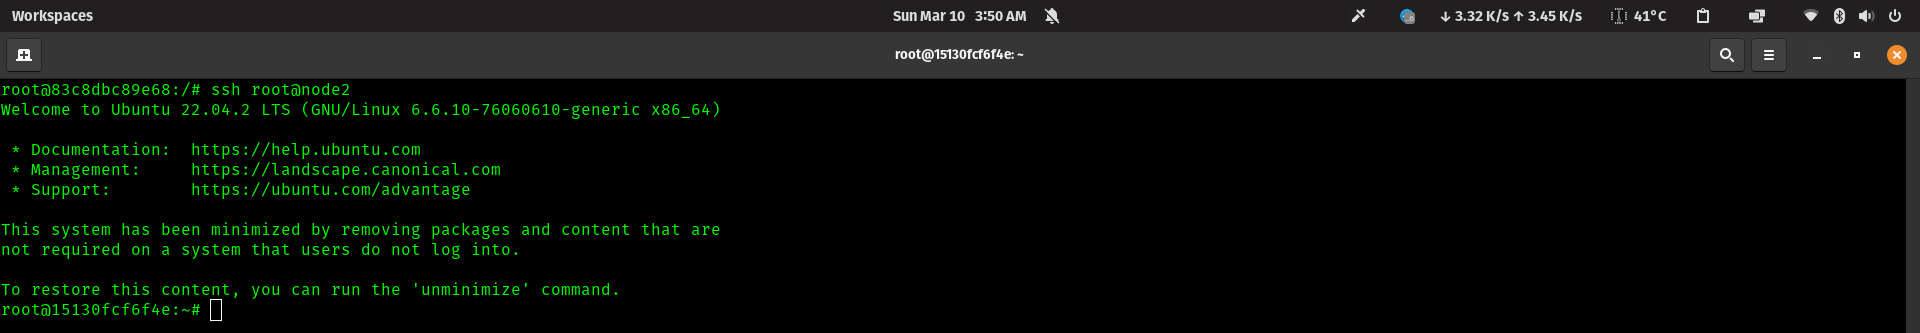 Workspaces
Sun Mar 10 3:50 AM
↓ 3.32 K/s ↑ 3.45 K/s
41°C
root@15130fcf6f4e: ~
root@83c8dbc89e68:/# ssh root@node2
Welcome to Ubuntu 22.04.2 LTS (GNU/Linux 6.6.10-76060610-generic x86_64)
* Documentation: https://help.ubuntu.com
* Management: https://landscape.canonical.com
* Support: https://ubuntu.com/advantage
This system has been minimized by removing packages and content that are
not required on a system that users do not log into.
To restore this content, you can run the 'unminimize' command.
root@15130fcf6f4e:~#